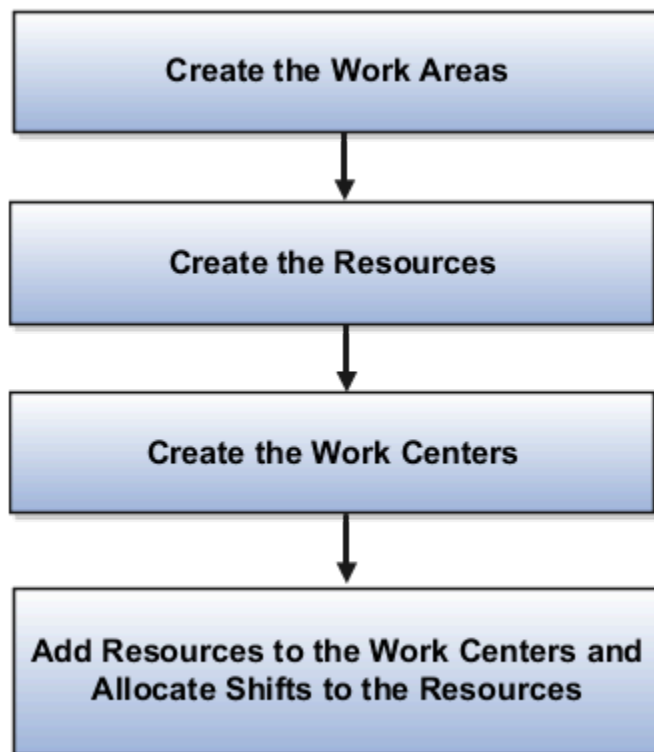 Create the Work Areas
Create the Resources
Create the Work Centers
Add Resources to the Work Centers and
Allocate Shifts to the Resources